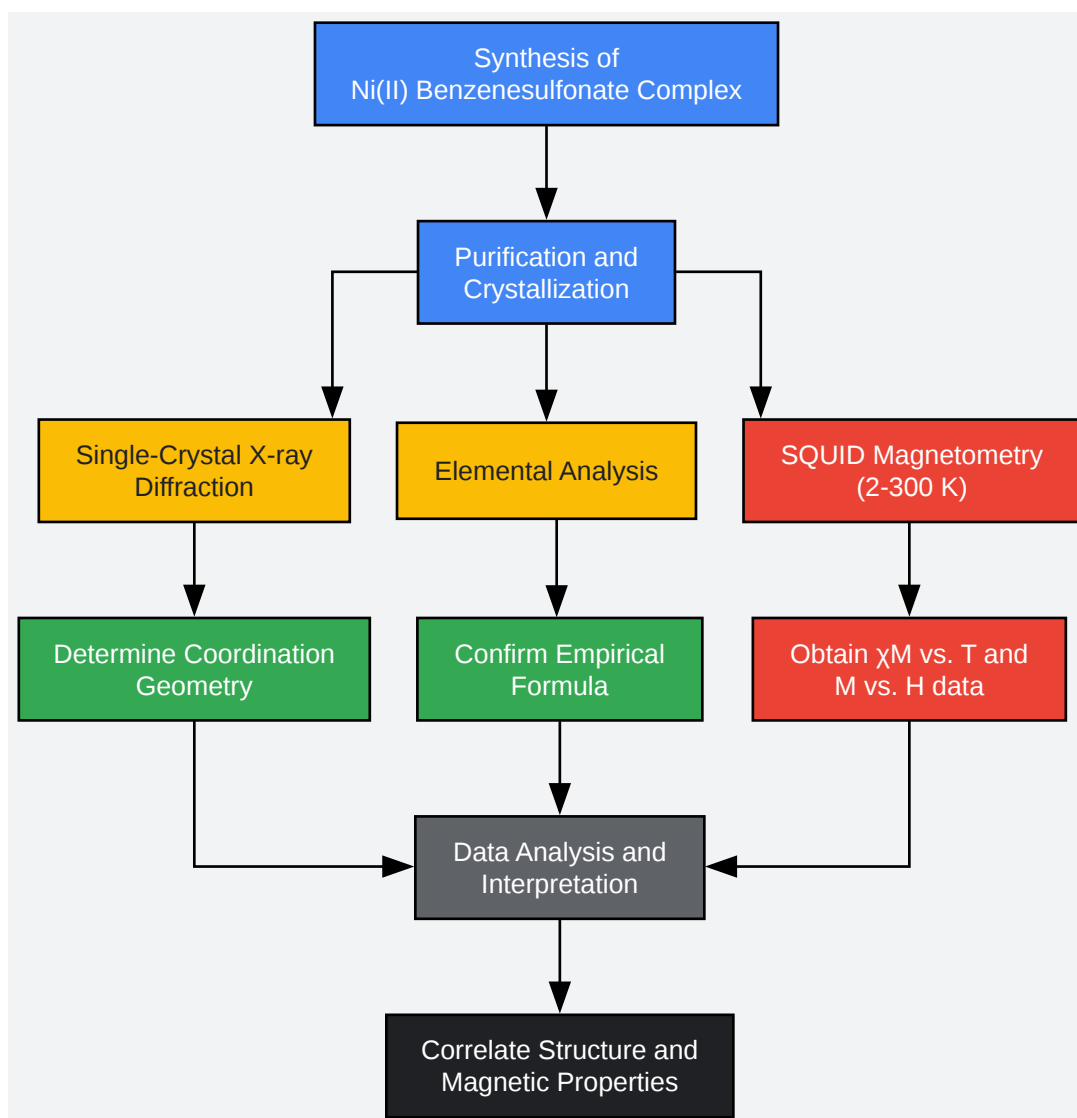 Synthesis of
Ni(II) Benzenesulfonate Complex
Purification and
Crystallization
Single-Crystal X-ray
Diffraction
Elemental Analysis
SQUID Magnetometry
(2-300 K)
Determine Coordination
Geometry
Confirm Empirical
Formula
Obtain χM vs. T and
M vs. H data
Data Analysis and
Interpretation
Correlate Structure and
Magnetic Properties